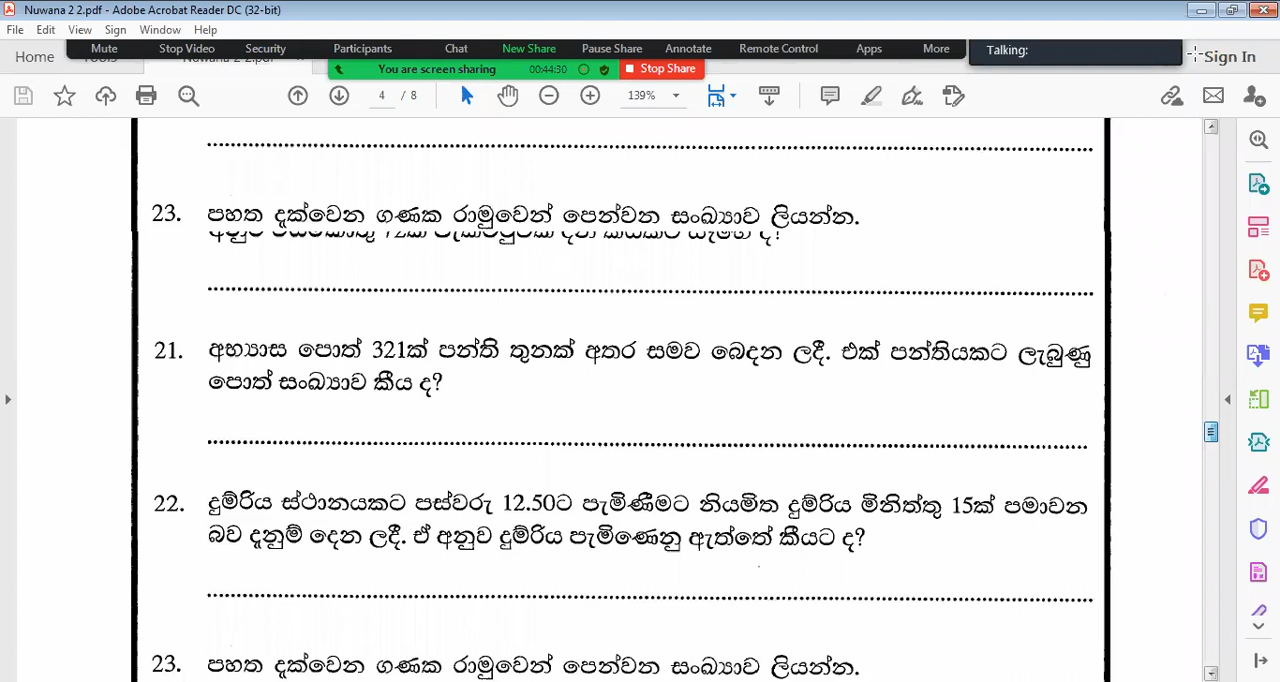 Nuwana 2 2.pdf - Adobe Acrobat Reader DC (32-bit)
File Edit View Sign Window Help
Mute Stop Video Security Participants Chat New Share Pause Share Annotate Remote Control Apps More Talking:
Home Sign In
You are screen sharing 00:44:30 Stop Share
4 / 8 139%
23. පහත දැක්වෙන ගණක රාමුවෙන් පෙන්වන සංඛ්‍යාව ලියන්න.
21. අභ්‍යාස පොත් 321ක් පන්ති තුනක් අතර සමව බෙදන ලදී. එක් පන්තියකට ලැබුණු
පොත් සංඛ්‍යාව කීය ද?
22. දුම්රිය ස්ථානයකට පස්වරු 12.50ට පැමිණීමට නියමිත දුම්රිය මිනිත්තු 15ක් පමාවන
බව දැනුම් දෙන ලදී. ඒ අනුව දුම්රිය පැමිණෙනු ඇත්තේ කීයට ද?
23. පහත දැක්වෙන ගණක රාමුවෙන් පෙන්වන සංඛ්‍යාව ලියන්න.